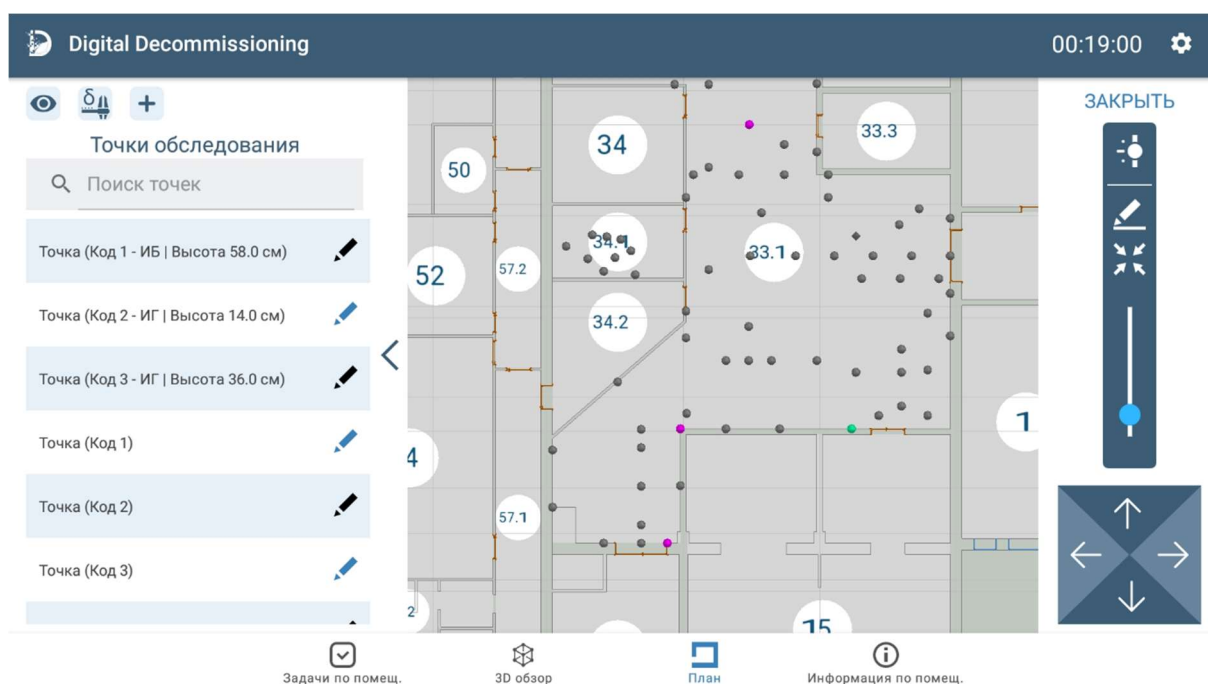 Digital Decommissioning
00:19:00
δ
+
ЗАКРЫТЬ
Точки обследования
Поиск точек
Точка (Код 1 - ИБ | Высота 58.0 см)
Точка (Код 2 - ИГ | Высота 14.0 см)
Точка (Код 3 - ИГ | Высота 36.0 см)
Точка (Код 1)
Точка (Код 2)
Точка (Код 3)
34
33.3
50
34.1
33.1
52
57.2
34.2
1
4
57.1
2
15
Задачи по помещ.
3D обзор
План
Информация по помещ.